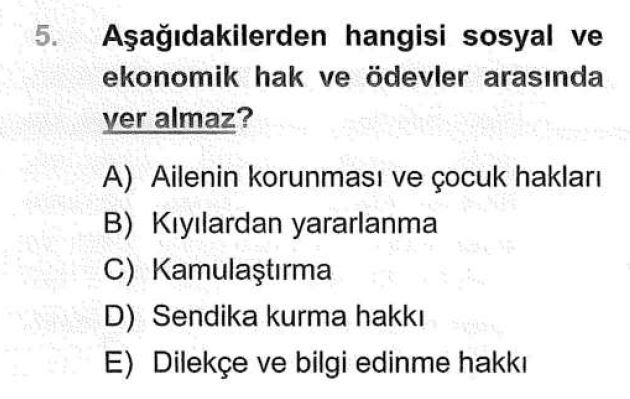 5. Aşağıdakilerden hangisi sosyal ve
ekonomik hak ve ödevler arasında
yer almaz?
A) Ailenin korunması ve çocuk hakları
B) Kıyılardan yararlanma
C) Kamulaştırma
D) Sendika kurma hakkı
E) Dilekçe ve bilgi edinme hakkı